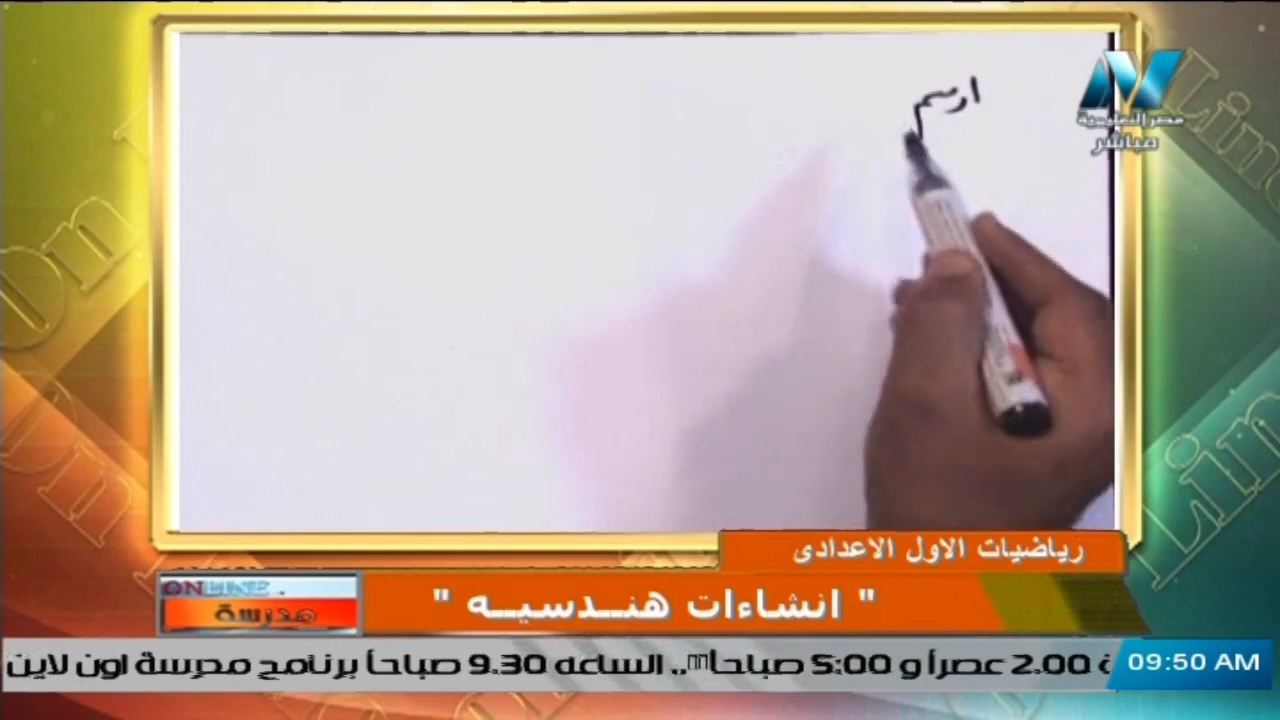 ارسم
مصر التعليمية
مباشر
رياضيات الاول الاعدادى
" انشاءات هندسيه "
ONLINE
مدرسة
2.00 عصراً و 5:00 صباحاً .. الساعه 9.30 صباحاً برنامج مدرسة اون لاين
09:50 AM